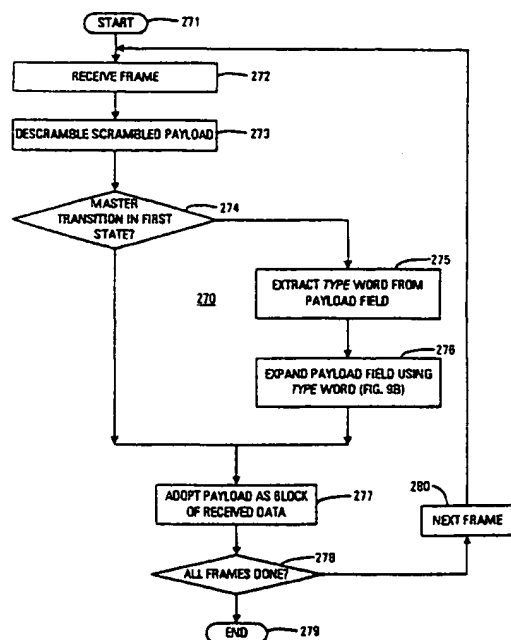 START
271
RECEIVE FRAME
272
DESCRAMBLE SCRAMBLED PAYLOAD
273
MASTER
TRANSITION IN FIRST
STATE?
274
275
EXTRACT TYPE WORD FROM
PAYLOAD FIELD
270
276
EXPAND PAYLOAD FIELD USING
TYPE WORD (FIG. 9B)
ADOPT PAYLOAD AS BLOCK
OF RECEIVED DATA
277
280
NEXT FRAME
278
ALL FRAMES DONE?
END
279